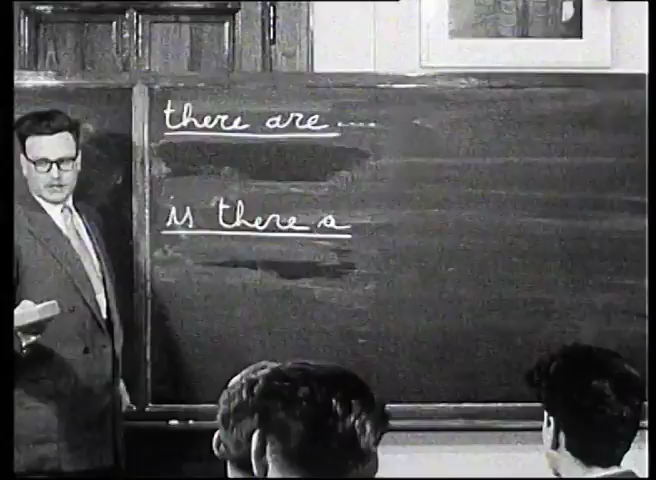 there are ....
is there a